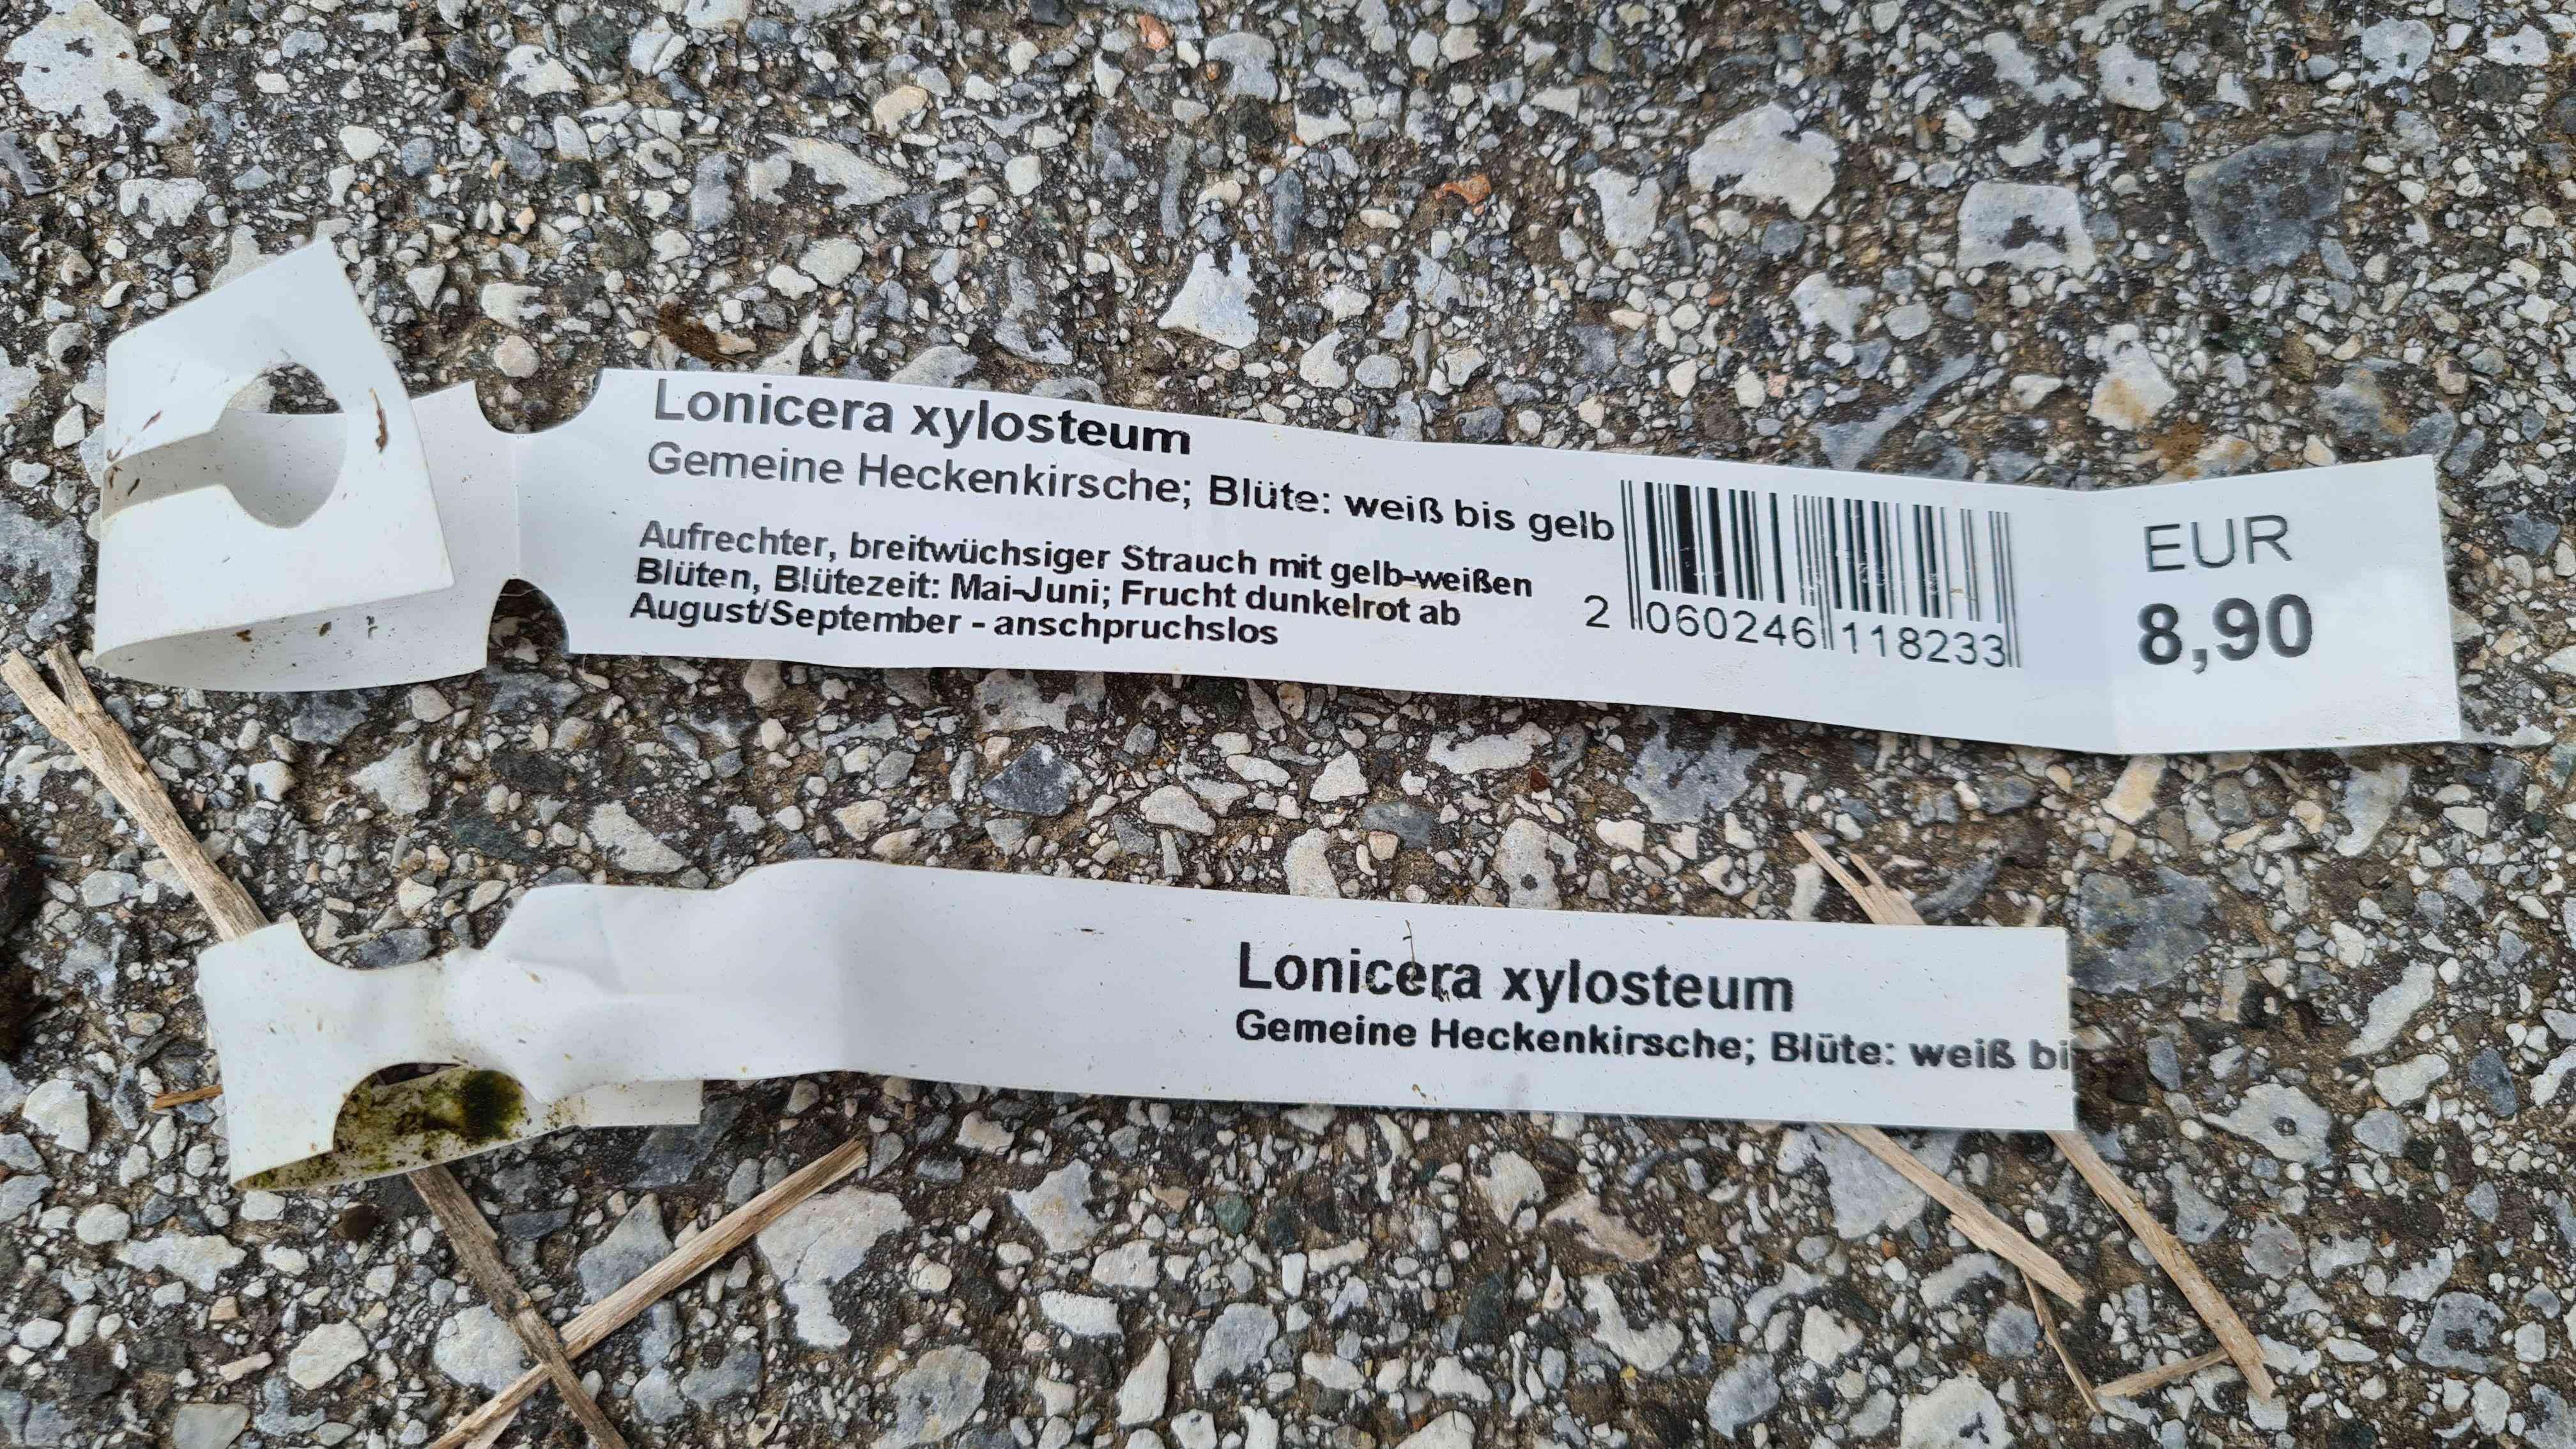 Lonicera xylosteum
Gemeine Heckenkirsche; Blüte: weiß bis gelb
Aufrechter, breitwüchsiger Strauch mit gelb-weißen
Blüten, Blütezeit: Mai-Juni; Frucht dunkelrot ab
August/September - anschpruchslos
2 060246 118233
EUR
8,90
Lonicera xylosteum
Gemeine Heckenkirsche; Blüte: weiß bi